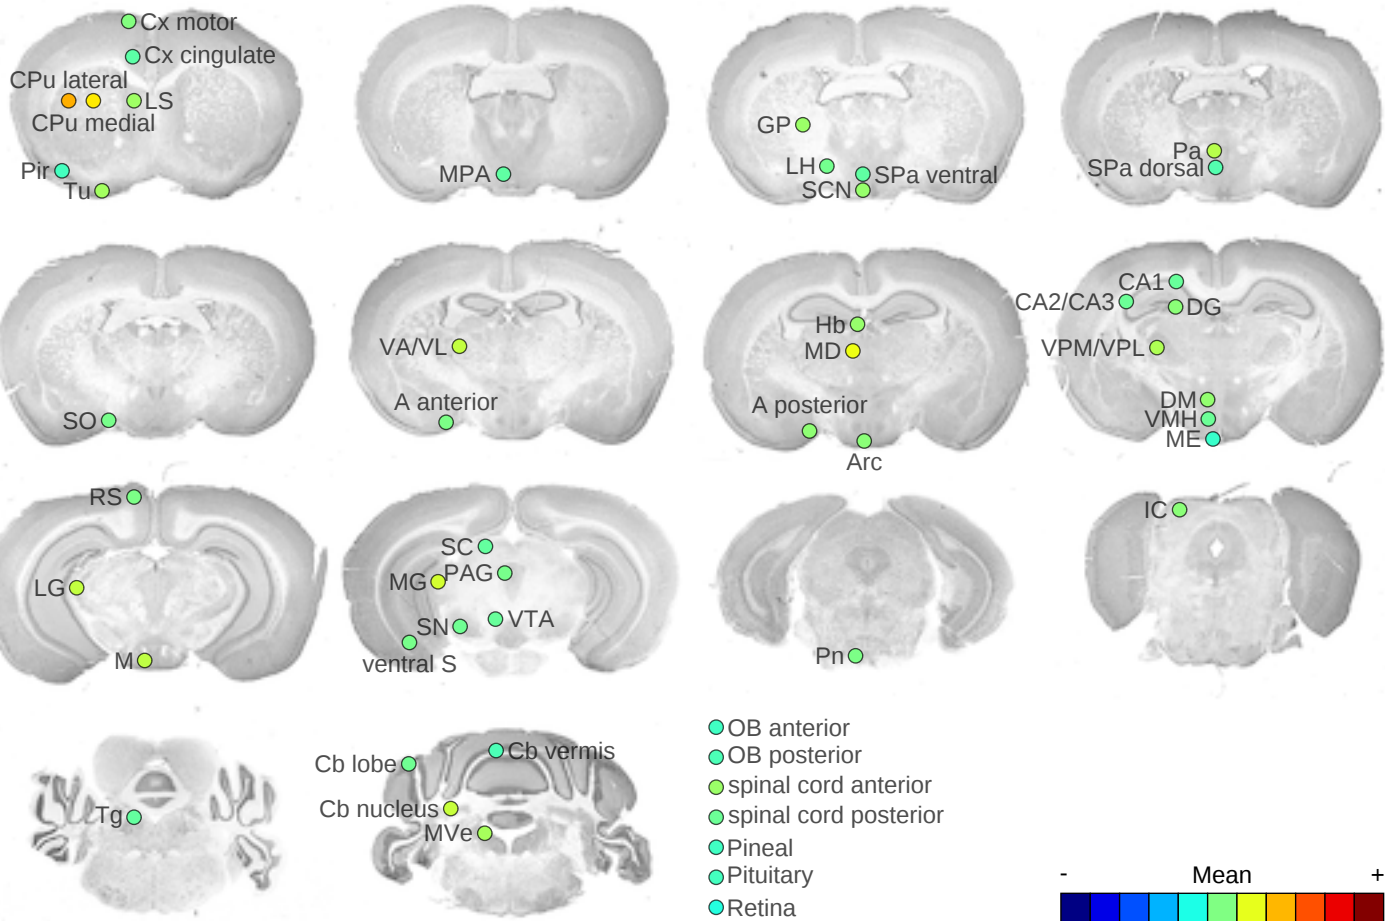 Cx motor
Cx cingulate
CPu lateral
LS
CPu medial
Pir
Tu
MPA
GP
LH
SPa ventral
SCN
Pa
SPa dorsal
SO
VA/VL
A anterior
Hb
MD
A posterior
Arc
CA1
CA2/CA3
DG
VPM/VPL
DM
VMH
ME
RS
LG
M
SC
MG
PAG
SN
VTA
ventral S
Pn
IC
Tg
Cb lobe
Cb vermis
Cb nucleus
MVe
OB anterior
OB posterior
spinal cord anterior
spinal cord posterior
Pineal
Pituitary
Retina
- Mean +